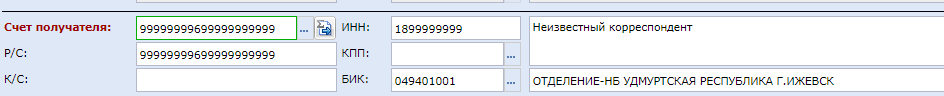 Счет получателя: 99999999699999999999 ... ИНН: 1899999999 Неизвестный корреспондент
Р/С: 99999999699999999999 КПП: ...
К/С: БИК: 049401001 ... ОТДЕЛЕНИЕ-НБ УДМУРТСКАЯ РЕСПУБЛИКА Г.ИЖЕВСК